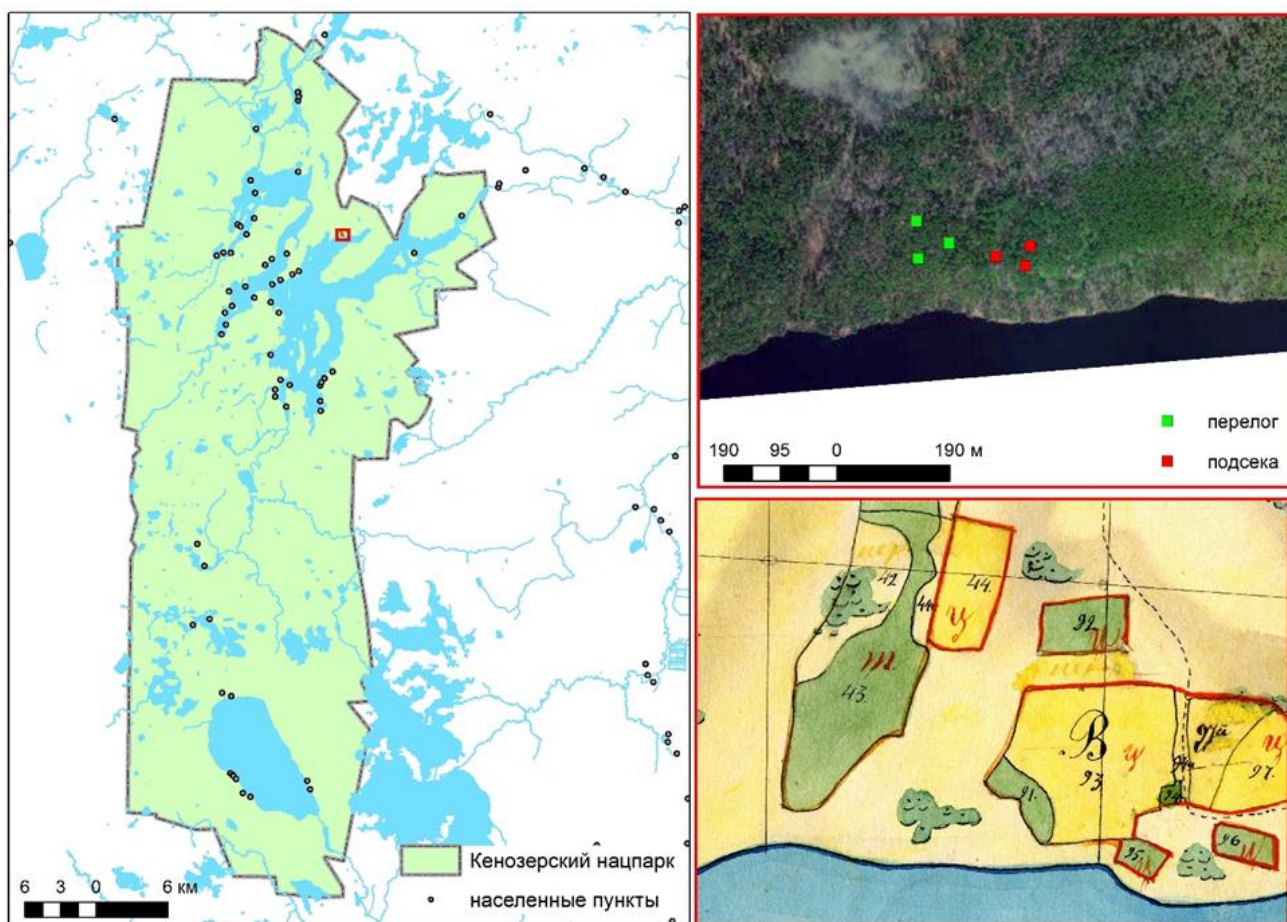 Кенозерский нацпарк
населенные пункты
6 3 0 6 км
перелог
подсека
190 95 0 190 м
42
44
44а
92
43
В
93
97а
97
91
95
96